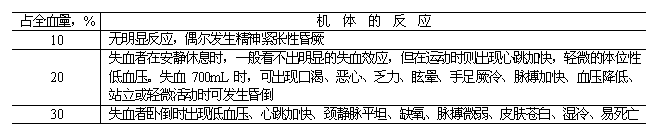 占全血量，% 机 体 的 反 应
10 无明显反应，偶尔发生精神紧张性昏厥
失血者在安静休息时，一般看不出明显的失血效应，但在运动时则出现心跳加快，轻微的体位性
20 低血压。失血 700mL 时，可出现口渴、恶心、乏力、眩晕、手足厥冷、脉搏加快、血压降低、
站立或轻微活动时可发生昏倒
30 失血者卧倒时出现低血压、心跳加快、颈静脉平坦、缺氧、脉搏微弱、皮肤苍白、湿冷、易死亡